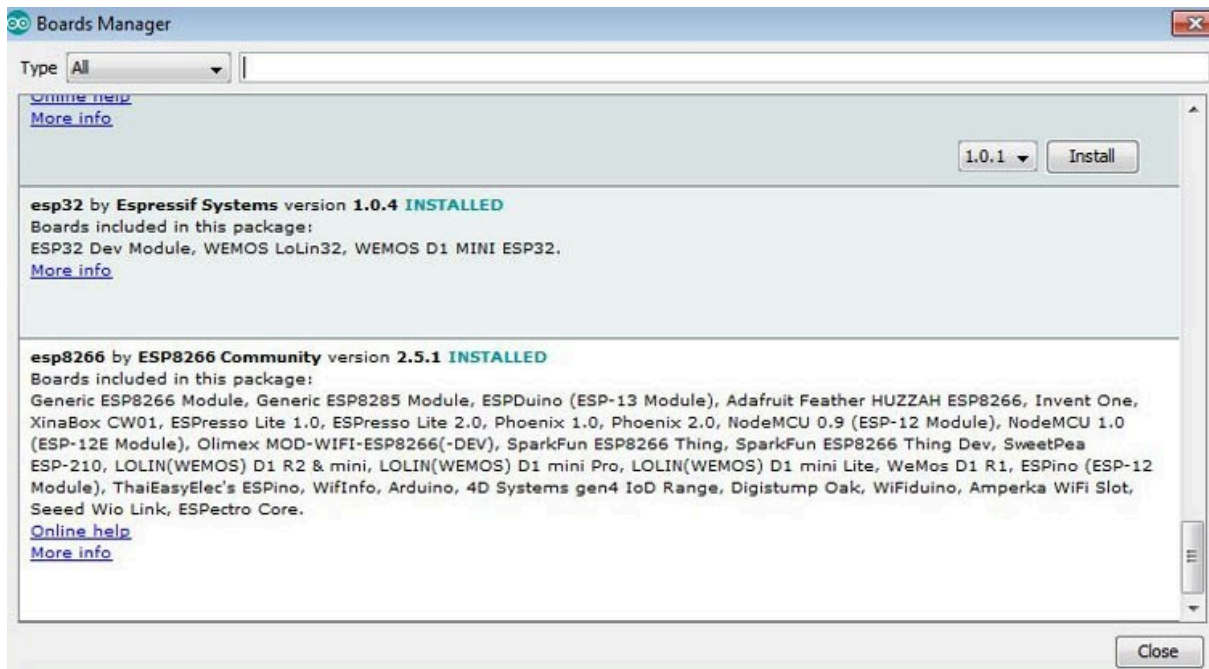 Boards Manager
Type All
Online help
More info
1.0.1 Install
esp32 by Espressif Systems version 1.0.4 INSTALLED
Boards included in this package:
ESP32 Dev Module, WEMOS LoLin32, WEMOS D1 MINI ESP32.
More info
esp8266 by ESP8266 Community version 2.5.1 INSTALLED
Boards included in this package:
Generic ESP8266 Module, Generic ESP8285 Module, ESPDuino (ESP-13 Module), Adafruit Feather HUZZAH ESP8266, Invent One,
XinaBox CW01, ESPresso Lite 1.0, ESPresso Lite 2.0, Phoenix 1.0, Phoenix 2.0, NodeMCU 0.9 (ESP-12 Module), NodeMCU 1.0
(ESP-12E Module), Olimex MOD-WIFI-ESP8266(-DEV), SparkFun ESP8266 Thing, SparkFun ESP8266 Thing Dev, SweetPea
ESP-210, LOLIN(WEMOS) D1 R2 & mini, LOLIN(WEMOS) D1 mini Pro, LOLIN(WEMOS) D1 mini Lite, WeMos D1 R1, ESPino (ESP-12
Module), ThaiEasyElec's ESPino, WifInfo, Arduino, 4D Systems gen4 IoD Range, Digistump Oak, WiFiduino, Amperka WiFi Slot,
Seeed Wio Link, ESPectro Core.
Online help
More info
Close